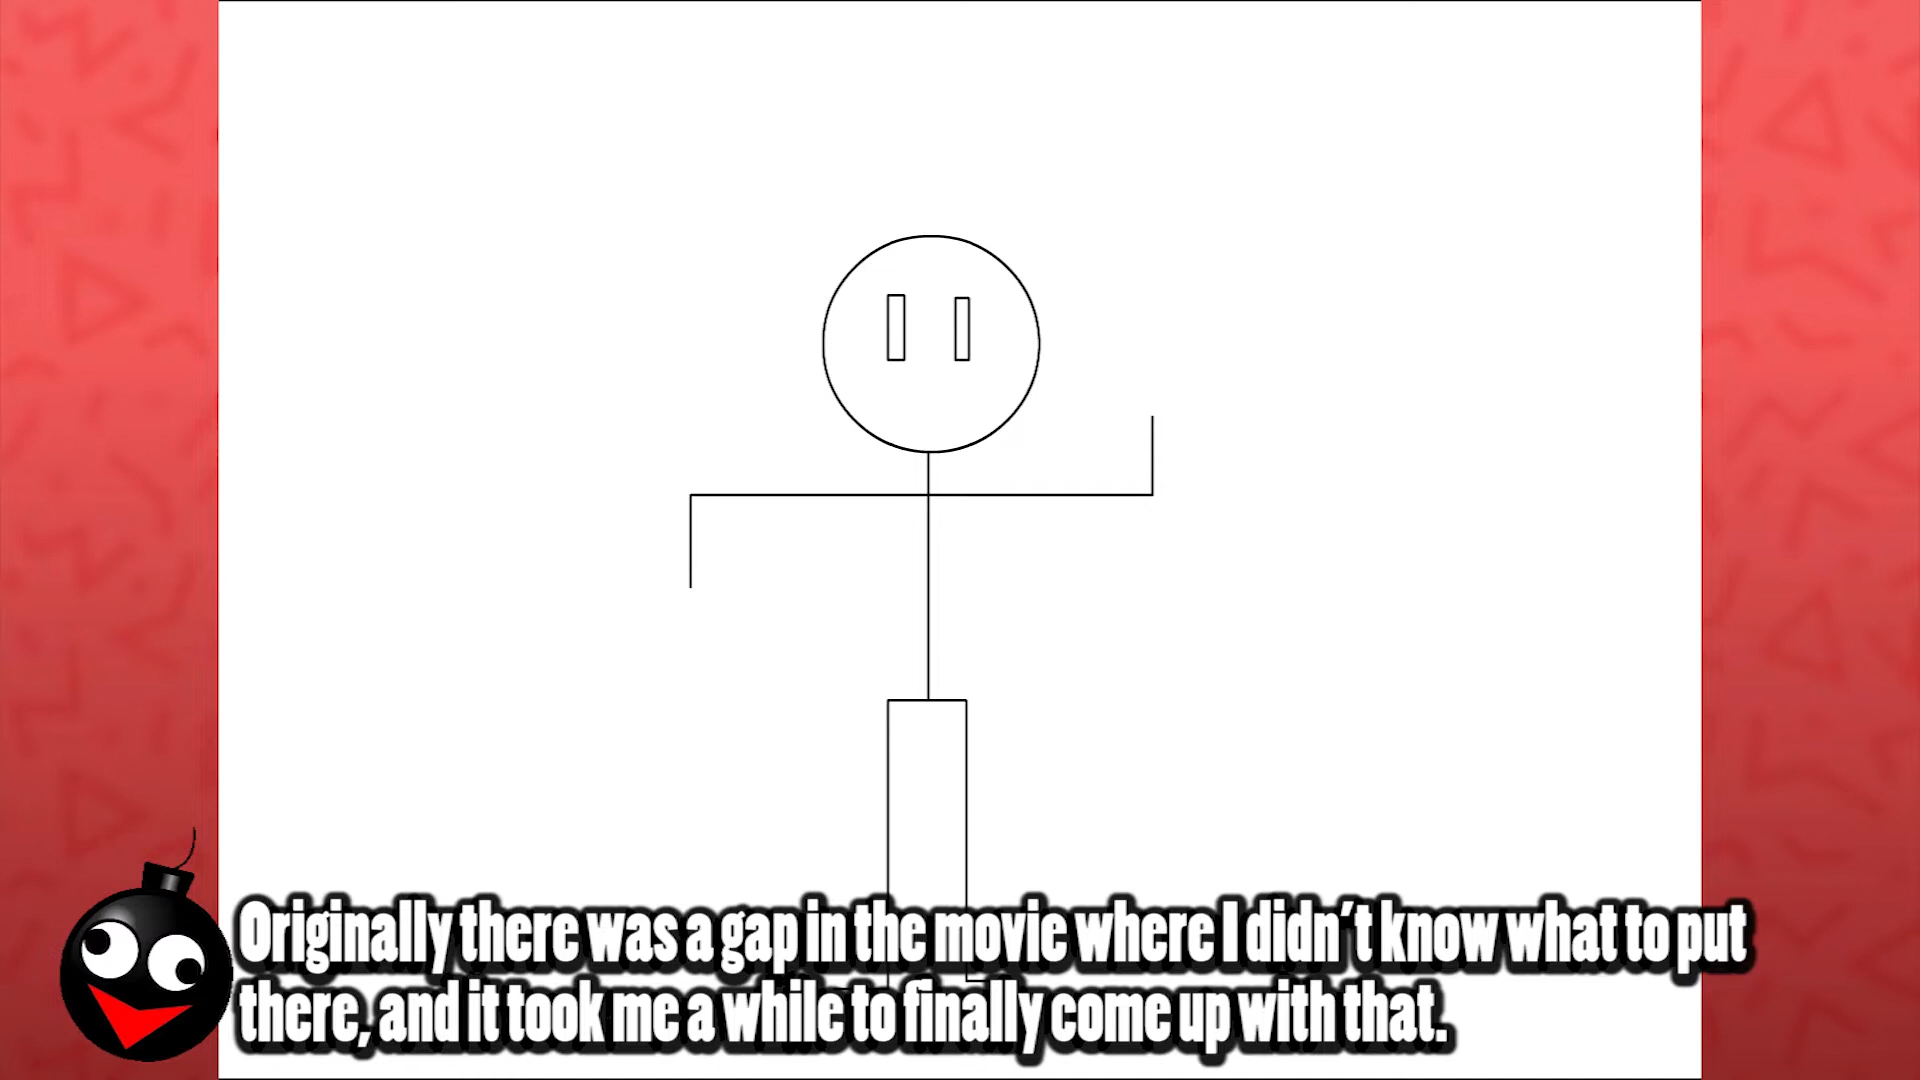 Originally there was a gap in the movie where I didn't know what to put
there, and it took me a while to finally come up with that.